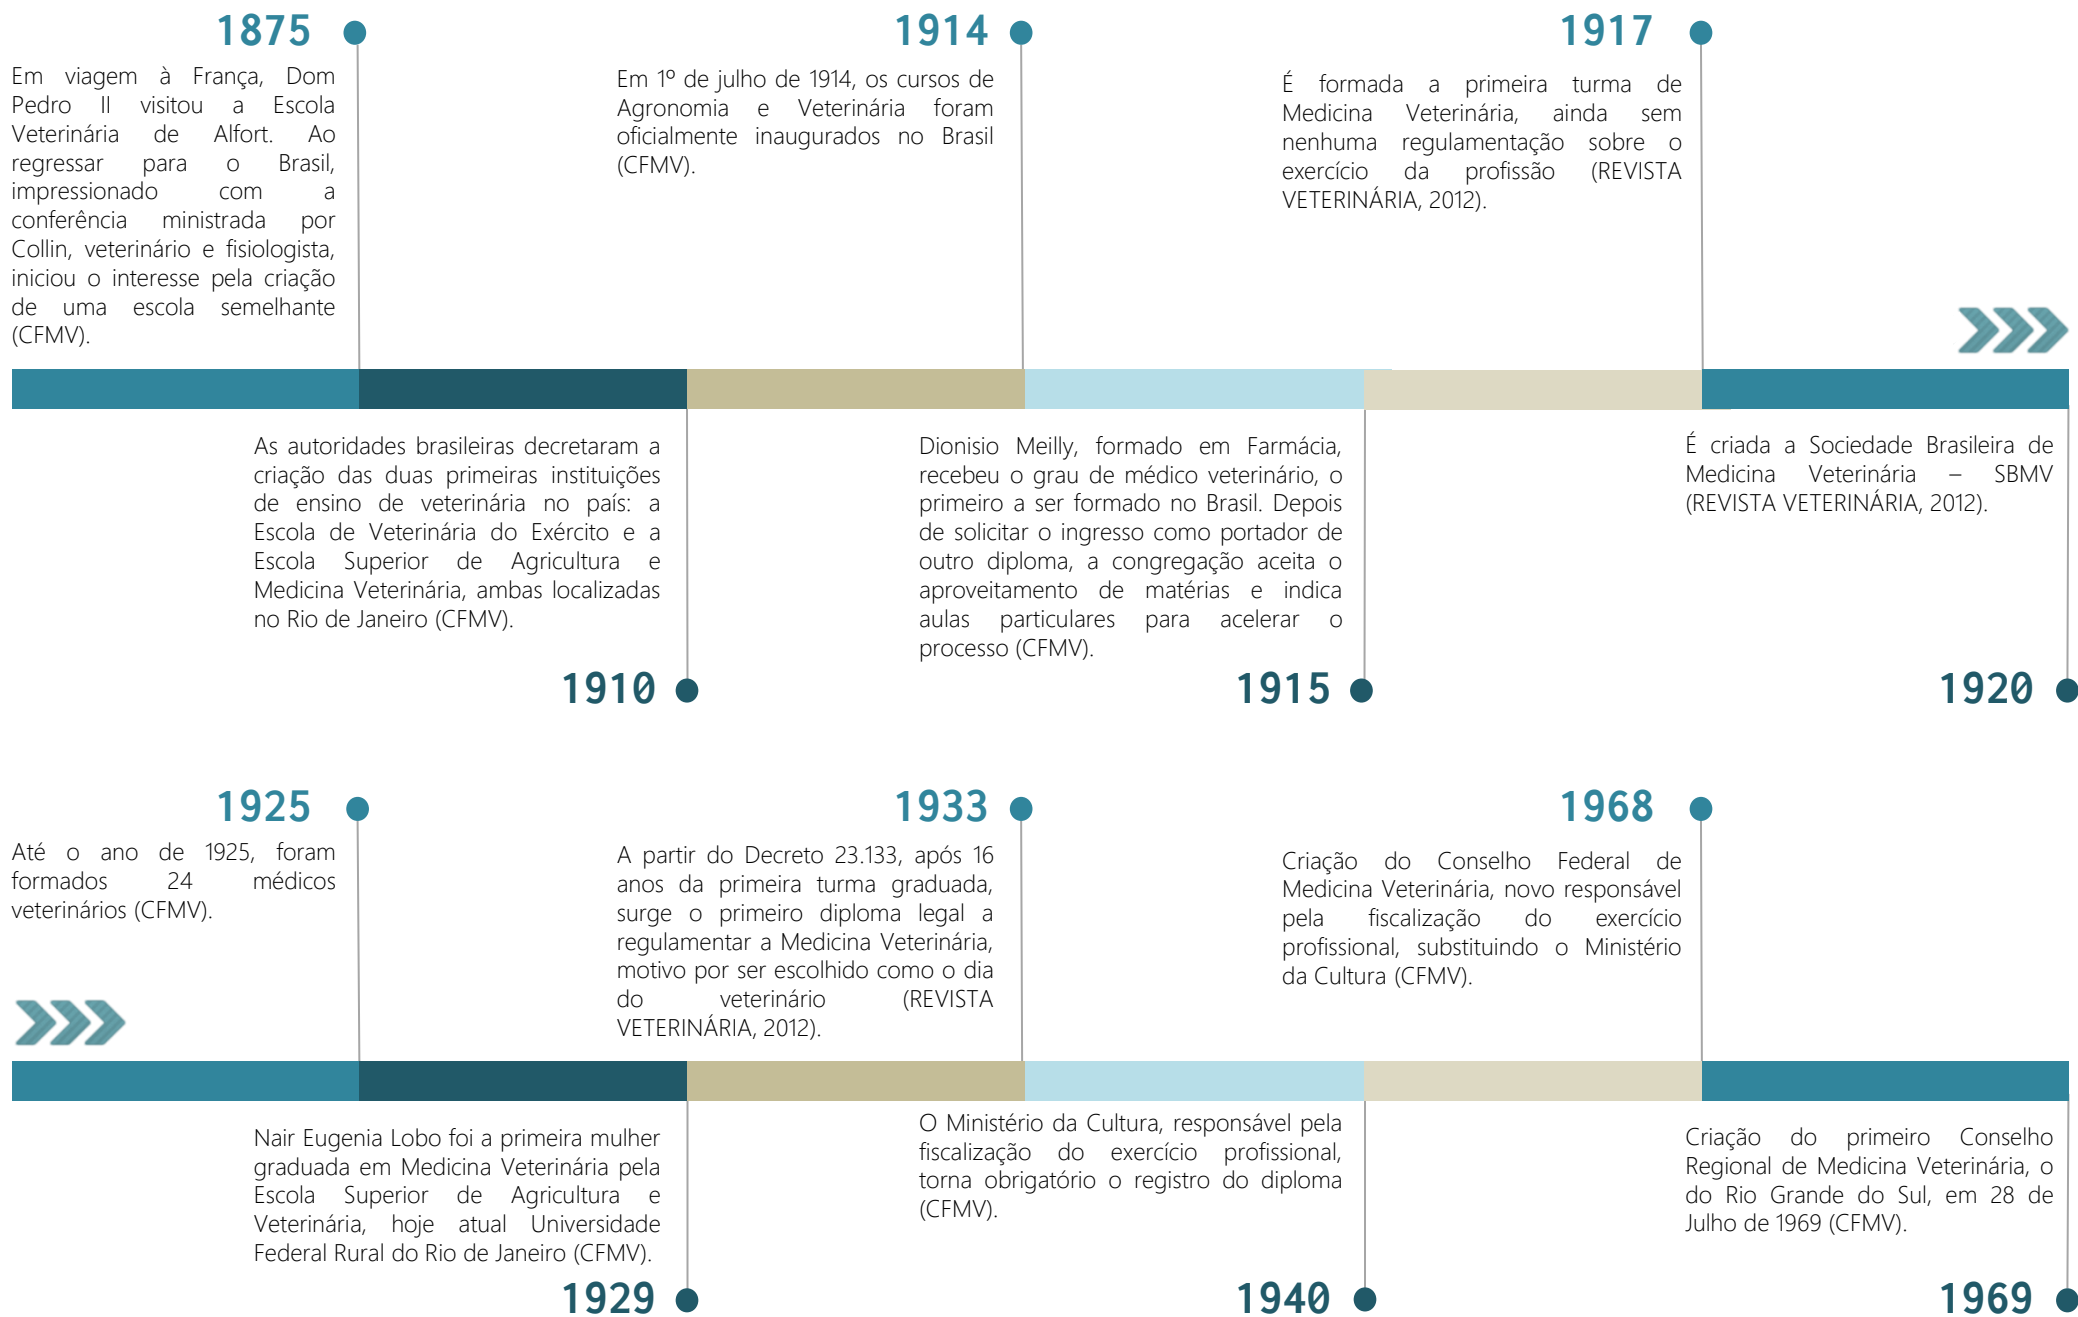 1875
Em viagem à França, Dom
Pedro II visitou a Escola
Veterinária de Alfort. Ao
regressar para o Brasil,
impressionado com a
conferência ministrada por
Collin, veterinário e fisiologista,
iniciou o interesse pela criação
de uma escola semelhante
(CFMV).
As autoridades brasileiras decretaram a
criação das duas primeiras instituições
de ensino de veterinária no país: a
Escola de Veterinária do Exército e a
Escola Superior de Agricultura e
Medicina Veterinária, ambas localizadas
no Rio de Janeiro (CFMV).
1910
1914
Em 1º de julho de 1914, os cursos de
Agronomia e Veterinária foram
oficialmente inaugurados no Brasil
(CFMV).
Dionisio Meilly, formado em Farmácia,
recebeu o grau de médico veterinário, o
primeiro a ser formado no Brasil. Depois
de solicitar o ingresso como portador de
outro diploma, a congregação aceita o
aproveitamento de matérias e indica
aulas particulares para acelerar o
processo (CFMV).
1915
1917
É formada a primeira turma de
Medicina Veterinária, ainda sem
nenhuma regulamentação sobre o
exercício da profissão (REVISTA
VETERINÁRIA, 2012).
É criada a Sociedade Brasileira de
Medicina Veterinária – SBMV
(REVISTA VETERINÁRIA, 2012).
1920
1925
Até o ano de 1925, foram
formados 24 médicos
veterinários (CFMV).
Nair Eugenia Lobo foi a primeira mulher
graduada em Medicina Veterinária pela
Escola Superior de Agricultura e
Veterinária, hoje atual Universidade
Federal Rural do Rio de Janeiro (CFMV).
1929
1933
A partir do Decreto 23.133, após 16
anos da primeira turma graduada,
surge o primeiro diploma legal a
regulamentar a Medicina Veterinária,
motivo por ser escolhido como o dia
do veterinário (REVISTA
VETERINÁRIA, 2012).
O Ministério da Cultura, responsável pela
fiscalização do exercício profissional,
torna obrigatório o registro do diploma
(CFMV).
1940
1968
Criação do Conselho Federal de
Medicina Veterinária, novo responsável
pela fiscalização do exercício
profissional, substituindo o Ministério
da Cultura (CFMV).
Criação do primeiro Conselho
Regional de Medicina Veterinária, o
do Rio Grande do Sul, em 28 de
Julho de 1969 (CFMV).
1969